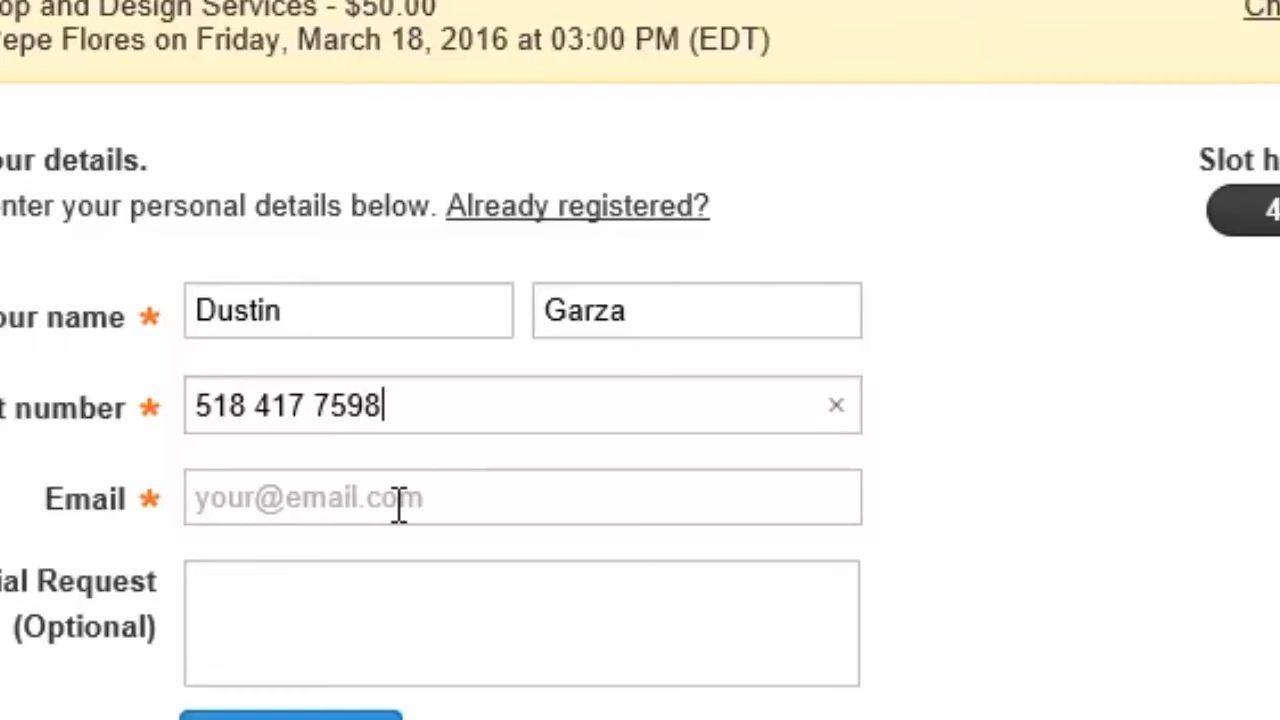 op and Design Services - $50.00 Ch
Pepe Flores on Friday, March 18, 2016 at 03:00 PM (EDT)
our details. Slot h
nter your personal details below. Already registered? 4
our name * Dustin Garza
t number * 518 417 7598 ×
Email * your@email.com
ial Request
(Optional)